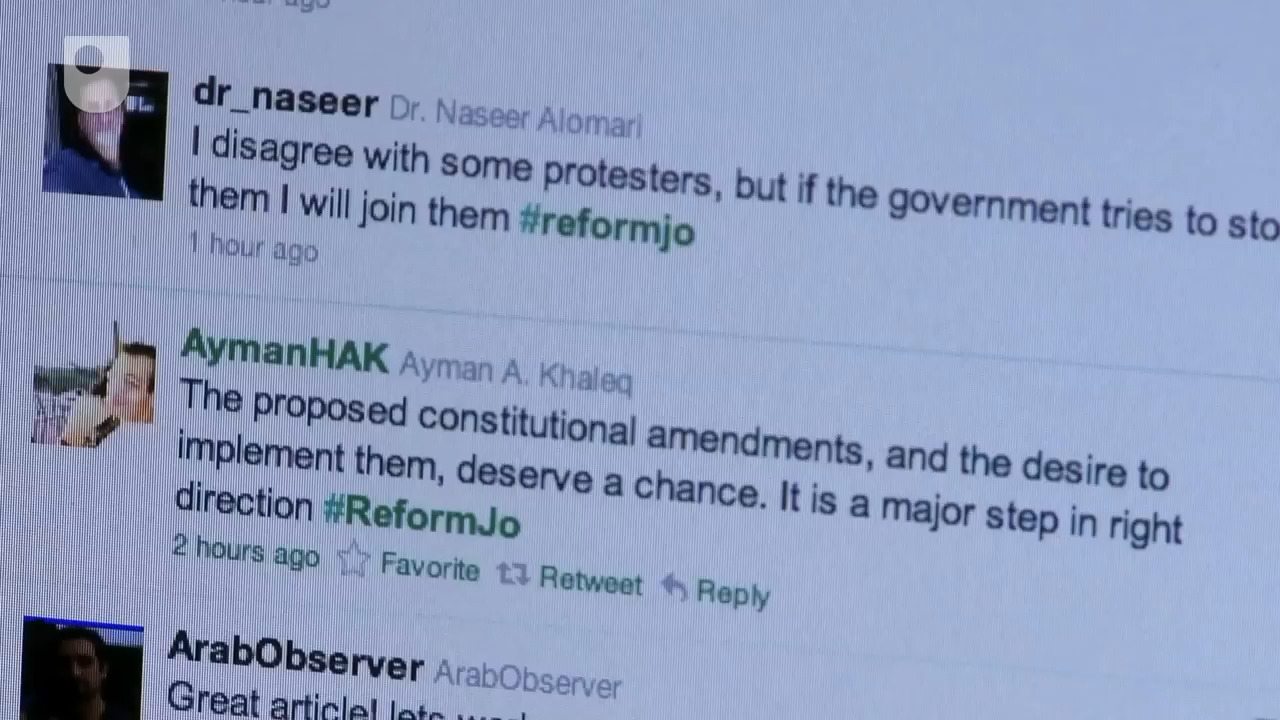 hour ago
dr_naseer Dr. Naseer Alomari
I disagree with some protesters, but if the government tries to sto
them I will join them #reformjo
1 hour ago
AymanHAK Ayman A. Khaleq
The proposed constitutional amendments, and the desire to
implement them, deserve a chance. It is a major step in right
direction #ReformJo
2 hours ago Favorite Retweet Reply
ArabObserver ArabObserver
Great article! lets